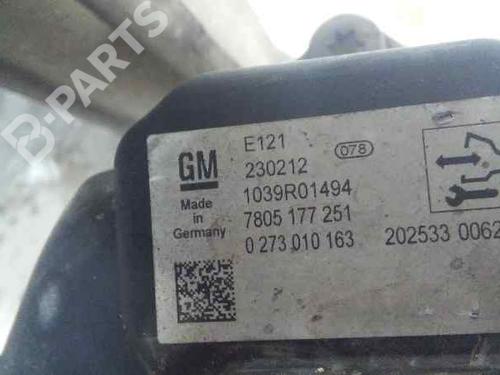 B-PARTS
GM
Made
in
Germany
E121
078
230212
1039R01494
7805 177 251
0 273 010 163
202533 0062